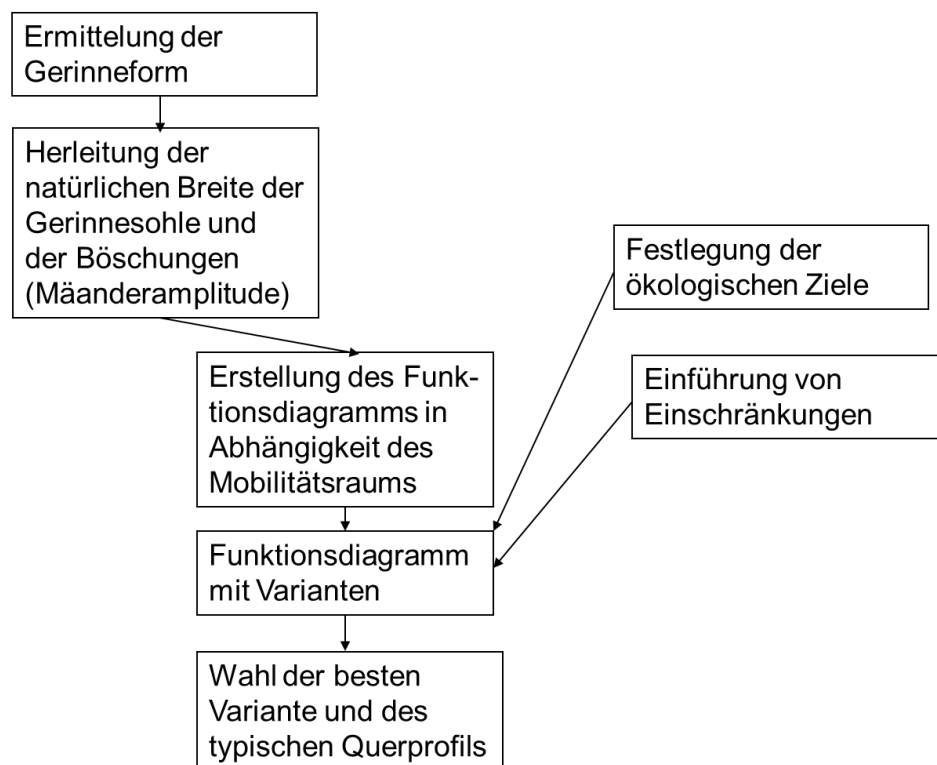 Ermittelung der
Gerinneform
Herleitung der
natürlichen Breite der
Gerinnesohle und
der Böschungen
(Mäanderamplitude)
Festlegung der
ökologischen Ziele
Erstellung des Funk-
tionsdiagramms in
Abhängigkeit des
Mobilitätsraums
Einführung von
Einschränkungen
Funktionsdiagramm
mit Varianten
Wahl der besten
Variante und des
typischen Querprofils